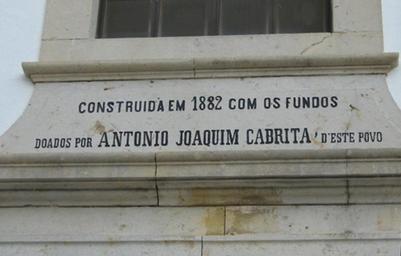 CONSTRUIDA EM 1882 COM OS FUNDOS
DOADOS POR ANTONIO JOAQUIM CABRITA, D'ESTE POVO